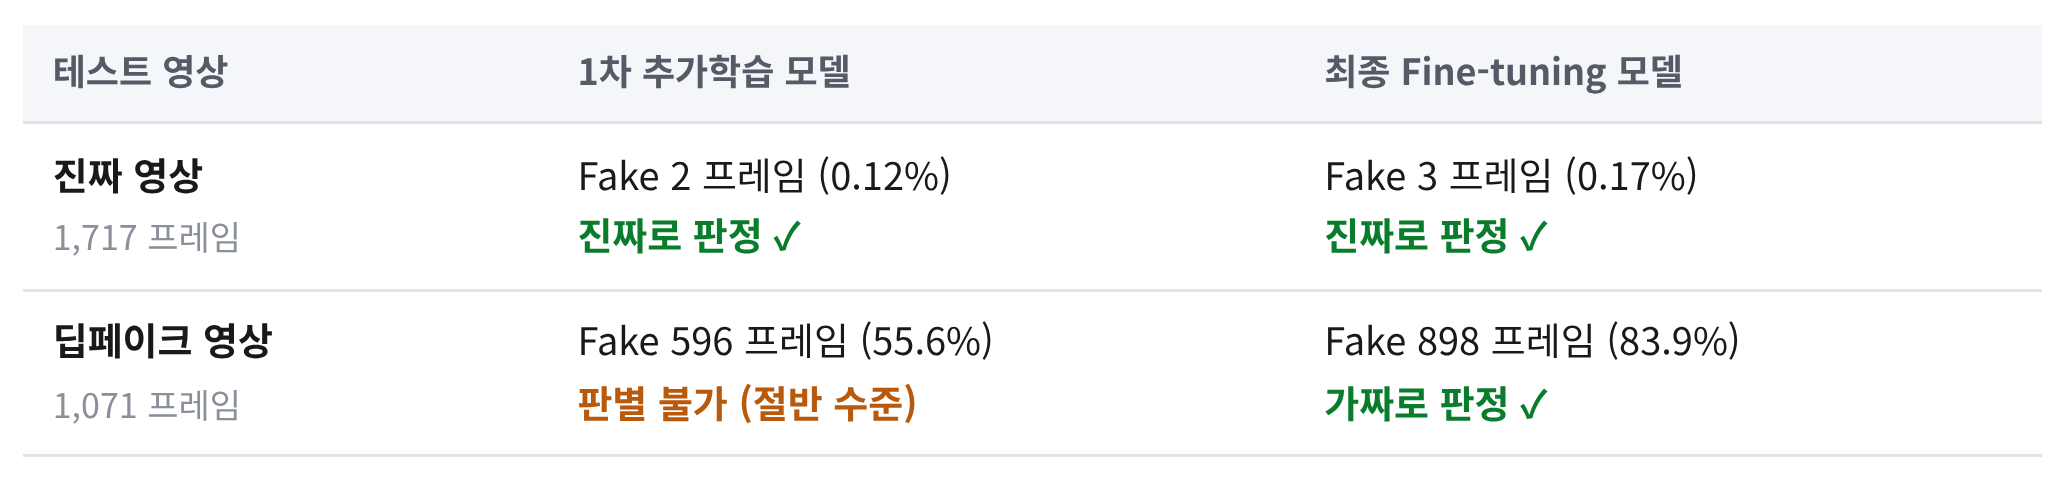 테스트 영상 1차 추가학습 모델 최종 Fine-tuning 모델
진짜 영상 Fake 2 프레임 (0.12%) Fake 3 프레임 (0.17%)
1,717 프레임 진짜로 판정 ✓ 진짜로 판정 ✓
딥페이크 영상 Fake 596 프레임 (55.6%) Fake 898 프레임 (83.9%)
1,071 프레임 판별 불가 (절반 수준) 가짜로 판정 ✓